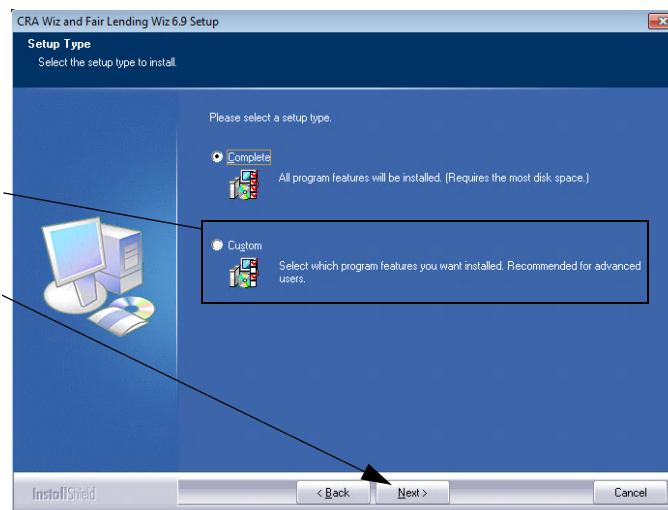 CRA Wiz and Fair Lending Wiz 6.9 Setup
Setup Type
Select the setup type to install.
Please select a setup type.
Complete
All program features will be installed. (Requires the most disk space.)
Custom
Select which program features you want installed. Recommended for advanced
users.
InstallShield
< Back
Next >
Cancel